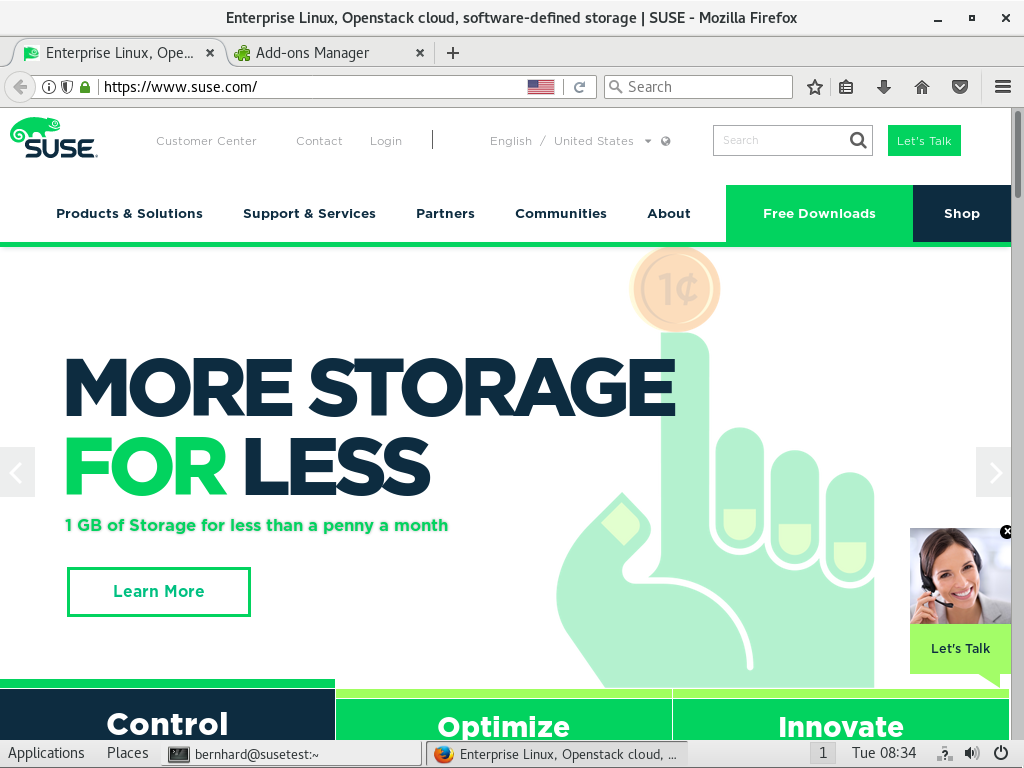 Enterprise Linux, Openstack cloud, software-defined storage | SUSE - Mozilla Firefox
Enterprise Linux, Ope...
Add-ons Manager
https://www.suse.com/
Search
SUSE
Customer Center
Contact
Login
English / United States
Search
Let's Talk
Products & Solutions
Support & Services
Partners
Communities
About
Free Downloads
Shop
1¢
MORE STORAGE
FOR LESS
1 GB of Storage for less than a penny a month
Learn More
Let's Talk
Control
Optimize
Innovate
Applications
Places
bernhard@susetest:~
Enterprise Linux, Openstack cloud, ...
1
Tue 08:34